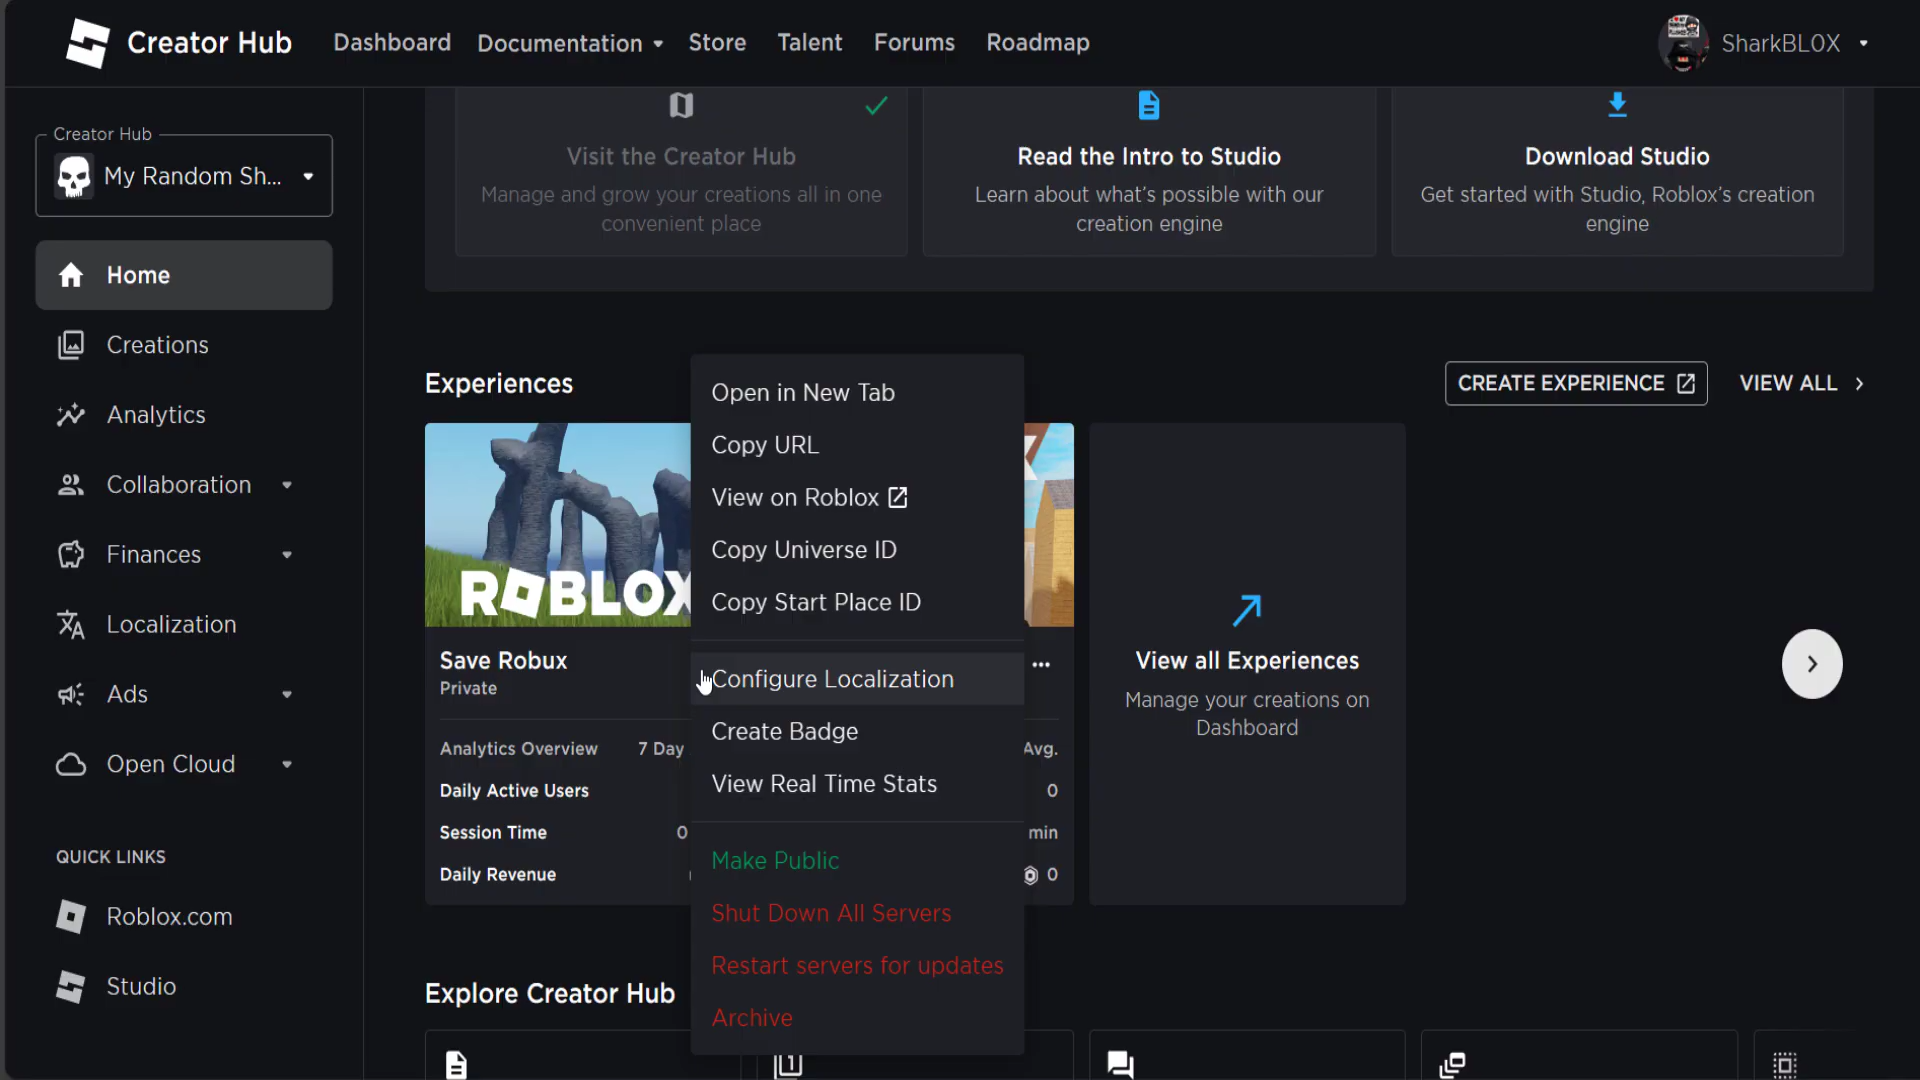 Creator Hub
Dashboard
Documentation
Store
Talent
Forums
Roadmap
SharkBL0X
Creator Hub
My Random Sh...
Home
Creations
Analytics
Collaboration
Finances
Localization
Ads
Open Cloud
QUICK LINKS
Roblox.com
Studio
Visit the Creator Hub
Manage and grow your creations all in one
convenient place
Read the Intro to Studio
Learn about what's possible with our
creation engine
Download Studio
Get started with Studio, Roblox's creation
engine
Experiences
CREATE EXPERIENCE
VIEW ALL
ROBLOX
Save Robux
Private
Analytics Overview 7 Day
Daily Active Users
Session Time 0
Daily Revenue
Open in New Tab
Copy URL
View on Roblox
Copy Universe ID
Copy Start Place ID
Configure Localization
Create Badge
View Real Time Stats
Make Public
Shut Down All Servers
Restart servers for updates
Archive
X
Avg.
0
min
0
View all Experiences
Manage your creations on
Dashboard
Explore Creator Hub
1